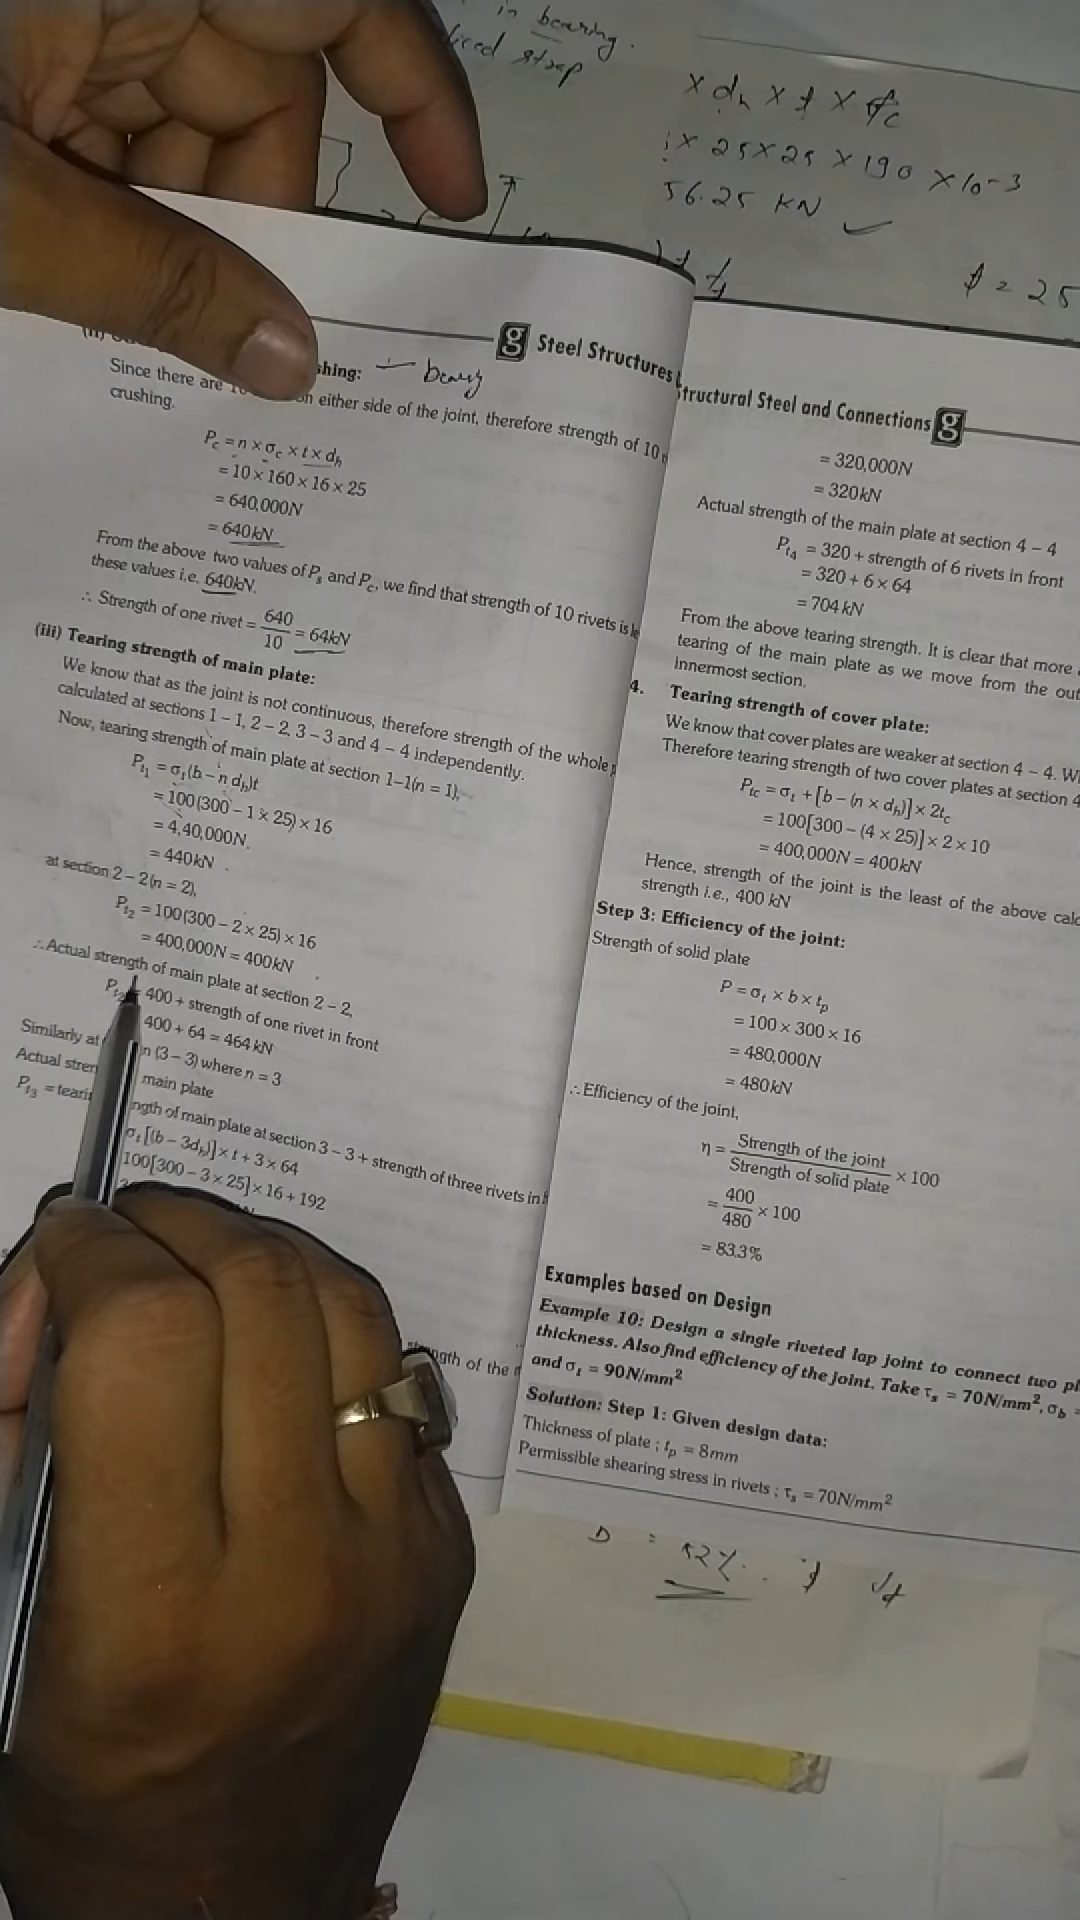 in bearing.
strap
× dh × t × fc
× 25 × 25 × 190 × 10-3
56.25 KN ✓
= 25
g Steel Structures
shing: bearing
Since there are 10 on either side of the joint, therefore strength of 10
crushing.
Pc = n × σc × t × dh
= 10 × 160 × 16 × 25
= 640,000N
= 640kN
From the above two values of Ps and Pc, we find that strength of 10 rivets is
these values i.e. 640kN.
∴ Strength of one rivet = 640/10 = 64kN
(iii) Tearing strength of main plate:
We know that as the joint is not continuous, therefore strength of the whole
calculated at sections 1 – 1, 2 – 2, 3 – 3 and 4 – 4 independently.
Now, tearing strength of main plate at section 1–1(n = 1),
Pt1 = σt(b – n dh)t
= 100(300 – 1 × 25) × 16
= 4,40,000N.
= 440kN
at section 2 – 2(n = 2),
Pt2 = 100(300 – 2 × 25) × 16
= 400,000N = 400kN
∴ Actual strength of main plate at section 2 – 2,
Pt2 = 400 + strength of one rivet in front
400 + 64 = 464kN
Similarly at n (3 – 3) where n = 3
Actual stren main plate
Pt3 = teari ngth of main plate at section 3 – 3 + strength of three rivets in
σt[(b – 3dh)] × t + 3 × 64
100[300 – 3 × 25] × 16 + 192
strength of the
Structural Steel and Connections g
= 320,000N
= 320kN
Actual strength of the main plate at section 4 – 4
Pt4 = 320 + strength of 6 rivets in front
= 320 + 6 × 64
= 704kN
From the above tearing strength. It is clear that more
tearing of the main plate as we move from the out
innermost section.
4. Tearing strength of cover plate:
We know that cover plates are weaker at section 4 – 4. W
Therefore tearing strength of two cover plates at section 4
Ptc = σt + [b – (n × dh)] × 2tc
= 100[300 – (4 × 25)] × 2 × 10
= 400,000N = 400kN
Hence, strength of the joint is the least of the above calc
strength i.e., 400 kN
Step 3: Efficiency of the joint:
Strength of solid plate
P = σt × b × tp
= 100 × 300 × 16
= 480,000N
= 480kN
∴ Efficiency of the joint,
η = Strength of the joint / Strength of solid plate × 100
= 400/480 × 100
= 83.3%
Examples based on Design
Example 10: Design a single riveted lap joint to connect two pl
thickness. Also find efficiency of the joint. Take τs = 70N/mm², σb =
and σt = 90N/mm²
Solution: Step 1: Given design data:
Thickness of plate ; tp = 8mm
Permissible shearing stress in rivets ; τs = 70N/mm²